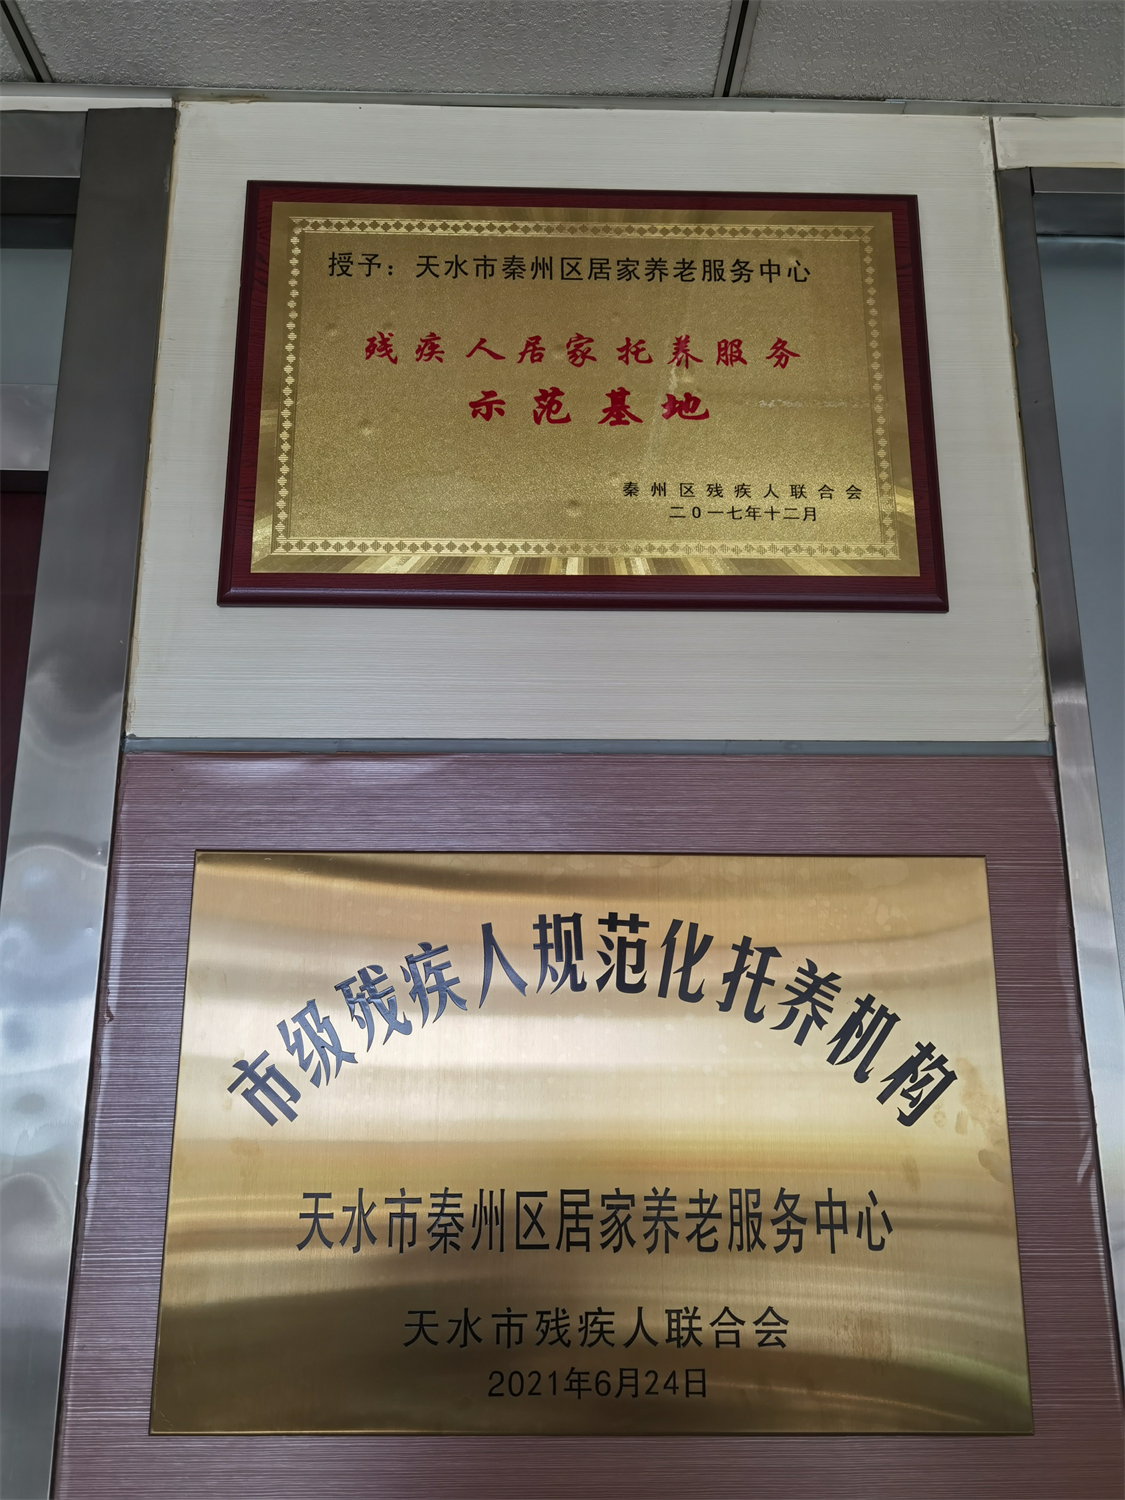 授予：天水市秦州区居家养老服务中心
残疾人居家托养服务
示范基地
秦州区残疾人联合会
二0一七年十二月
市级残疾人规范化托养机构
天水市秦州区居家养老服务中心
天水市残疾人联合会
2021年6月24日